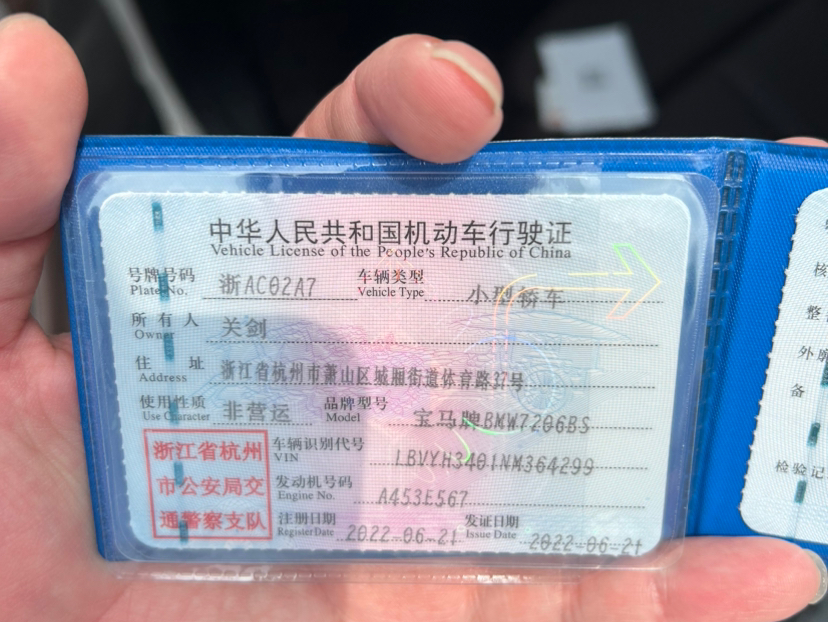 中华人民共和国机动车行驶证
Vehicle License of the People's Republic of China
号牌号码 浙AC02A7 车辆类型 小型轿车
Plate No. Vehicle Type
所有人 关剑
Owner
住址 浙江省杭州市萧山区城厢街道体育路37号
Address
使用性质 非营运 品牌型号 宝马牌BMW7206BS
Use Character Model
浙江省杭州
市公安局交
通警察支队
车辆识别代号 LBVYH3401NM364299
VIN
发动机号码 A453E567
Engine No.
注册日期 2022-06-21 发证日期 2022-06-21
Register Date Issue Date
核
整
外廓
备
检验记